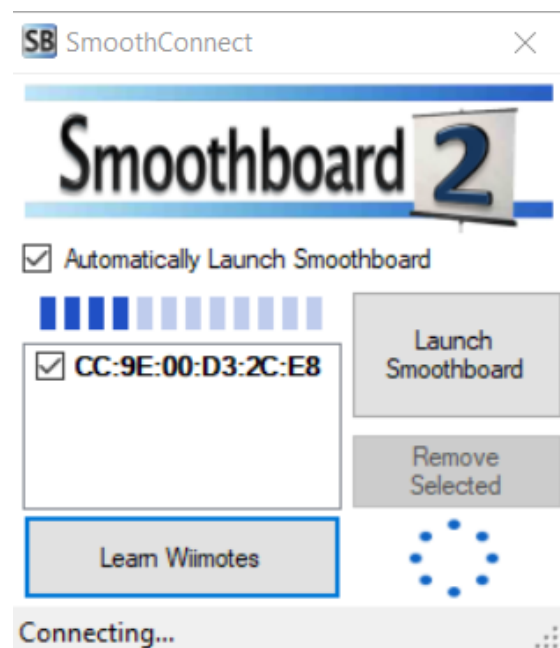 SB SmoothConnect
Smoothboard 2
Automatically Launch Smoothboard
CC:9E:00:D3:2C:E8
Launch
Smoothboard
Remove
Selected
Learn Wiimotes
Connecting...